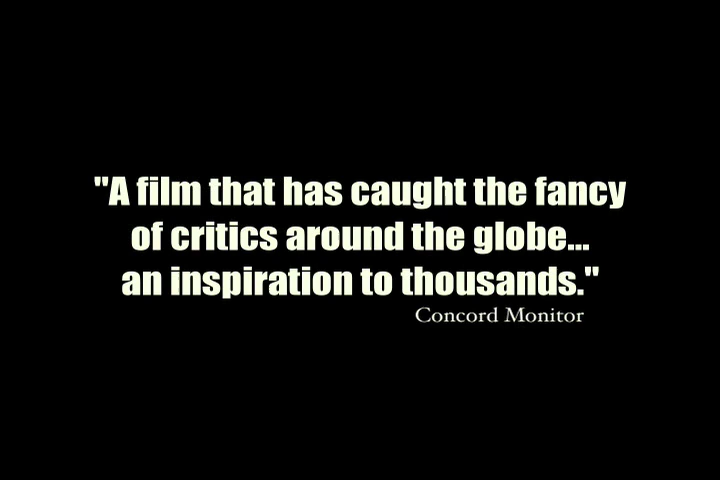 "A film that has caught the fancy
of critics around the globe...
an inspiration to thousands."
Concord Monitor